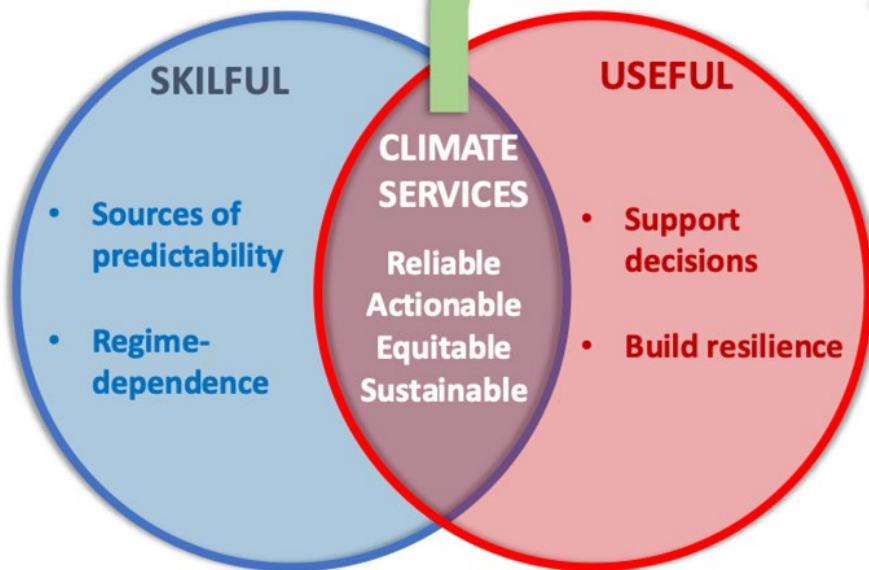 SKILFUL
• Sources of
predictability
• Regime-
dependence
CLIMATE
SERVICES
Reliable
Actionable
Equitable
Sustainable
USEFUL
• Support
decisions
• Build resilience